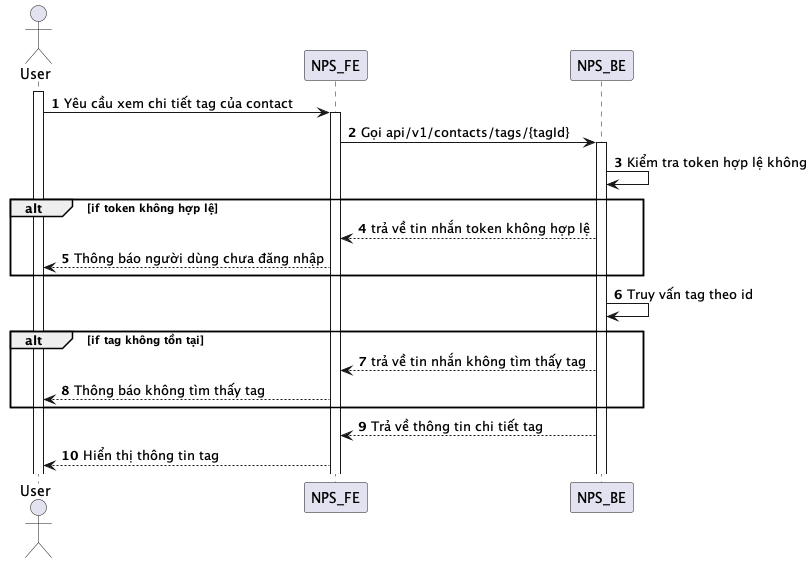 User
NPS_FE
NPS_BE
1 Yêu cầu xem chi tiết tag của contact
2 Gọi api/v1/contacts/tags/{tagId}
3 Kiểm tra token hợp lệ không
alt [if token không hợp lệ]
4 trả về tin nhắn token không hợp lệ
5 Thông báo người dùng chưa đăng nhập
6 Truy vấn tag theo id
alt [if tag không tồn tại]
7 trả về tin nhắn không tìm thấy tag
8 Thông báo không tìm thấy tag
9 Trả về thông tin chi tiết tag
10 Hiển thị thông tin tag
User
NPS_FE
NPS_BE